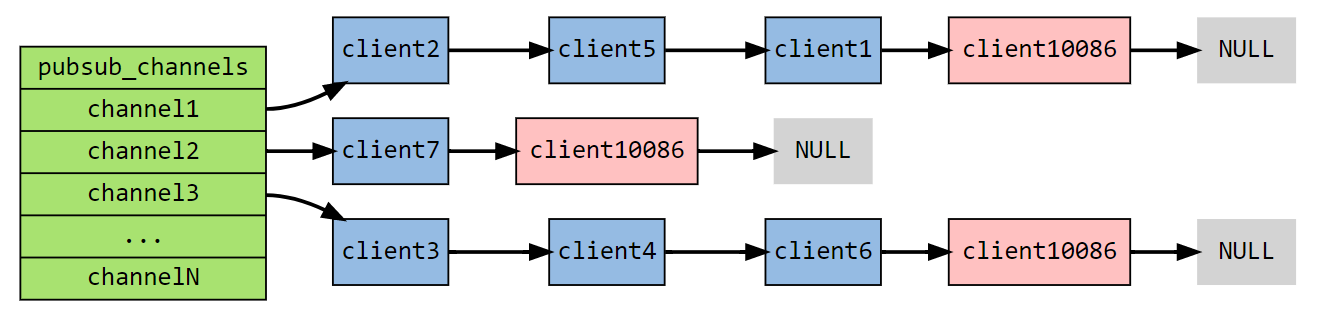 pubsub_channels
channel1
channel2
channel3
...
channelN
client2 client5 client1 client10086 NULL
client7 client10086 NULL
client3 client4 client6 client10086 NULL